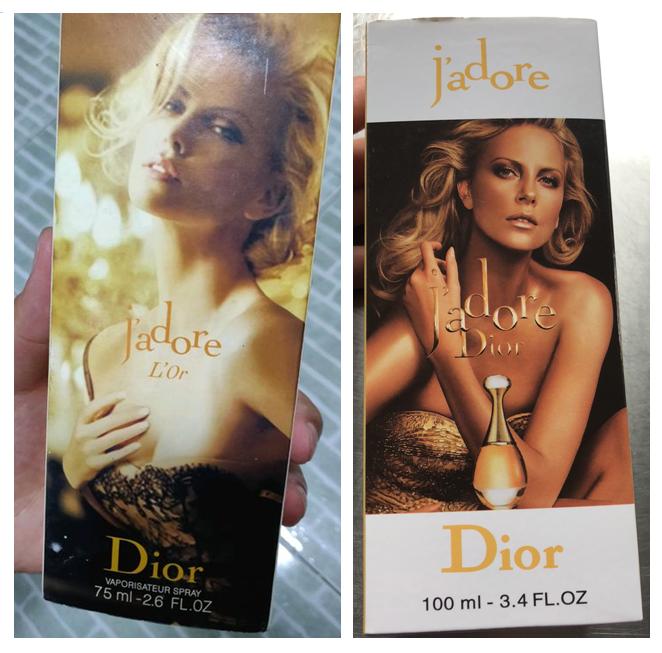 j'adore
L'Or
Dior
VAPORISATEUR SPRAY
75 ml -2.6 FL.OZ
j'adore
j'adore
Dior
Dior
100 ml - 3.4 FL.OZ